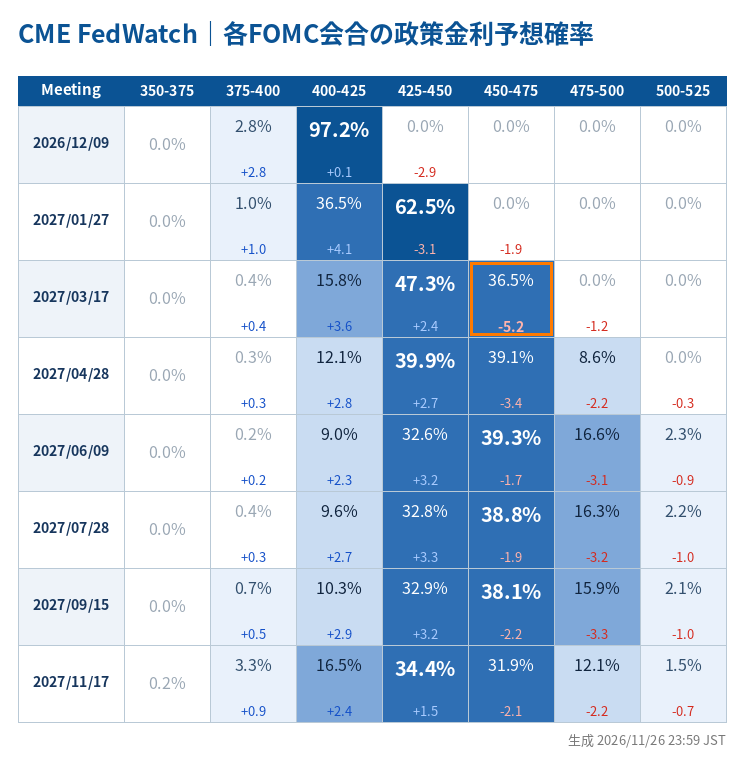 CME FedWatch｜各FOMC会合の政策金利予想確率
Meeting 350-375 375-400 400-425 425-450 450-475 475-500 500-525
2026/12/09 0.0% 2.8% 97.2% 0.0% 0.0% 0.0% 0.0%
+2.8 +0.1 -2.9
2027/01/27 0.0% 1.0% 36.5% 62.5% 0.0% 0.0% 0.0%
+1.0 +4.1 -3.1 -1.9
2027/03/17 0.0% 0.4% 15.8% 47.3% 36.5% 0.0% 0.0%
+0.4 +3.6 +2.4 -5.2 -1.2
2027/04/28 0.0% 0.3% 12.1% 39.9% 39.1% 8.6% 0.0%
+0.3 +2.8 +2.7 -3.4 -2.2 -0.3
2027/06/09 0.0% 0.2% 9.0% 32.6% 39.3% 16.6% 2.3%
+0.2 +2.3 +3.2 -1.7 -3.1 -0.9
2027/07/28 0.0% 0.4% 9.6% 32.8% 38.8% 16.3% 2.2%
+0.3 +2.7 +3.3 -1.9 -3.2 -1.0
2027/09/15 0.0% 0.7% 10.3% 32.9% 38.1% 15.9% 2.1%
+0.5 +2.9 +3.2 -2.2 -3.3 -1.0
2027/11/17 0.2% 3.3% 16.5% 34.4% 31.9% 12.1% 1.5%
+0.9 +2.4 +1.5 -2.1 -2.2 -0.7
生成 2026/11/26 23:59 JST